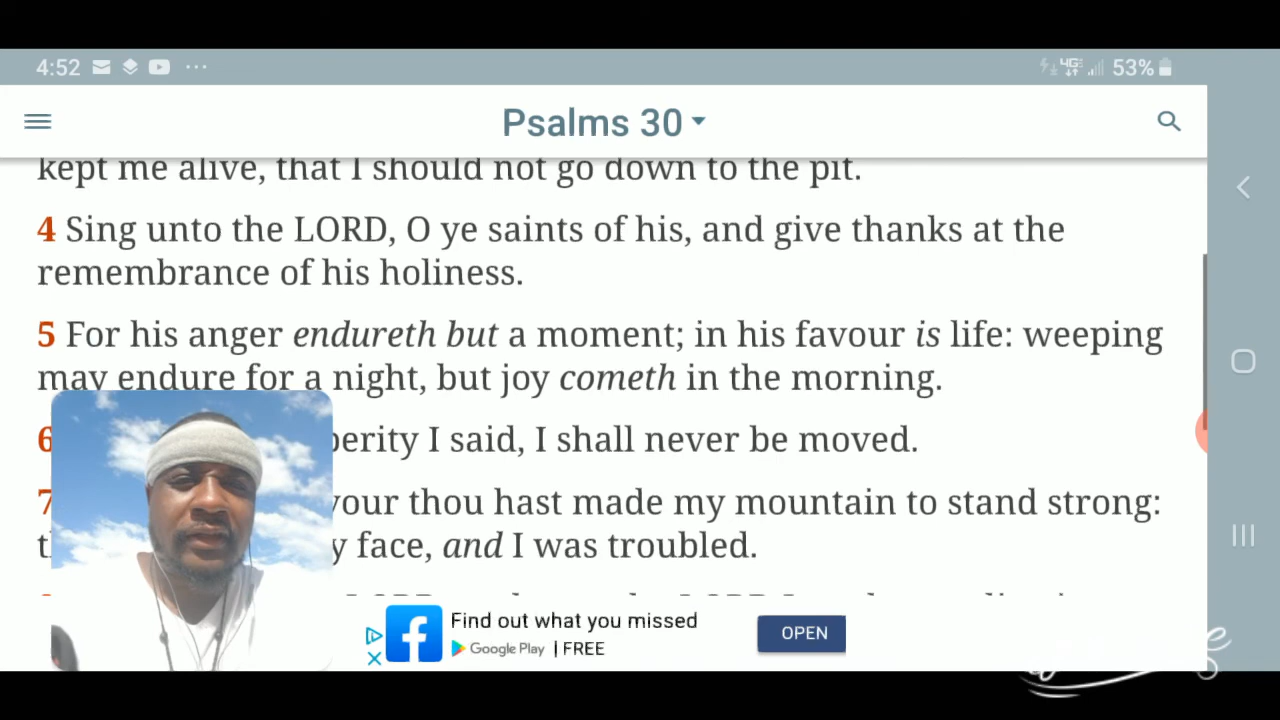 4:52 ... 4G 53%
Psalms 30
kept me alive, that I should not go down to the pit.
4 Sing unto the LORD, O ye saints of his, and give thanks at the
remembrance of his holiness.
5 For his anger endureth but a moment; in his favour is life: weeping
may endure for a night, but joy cometh in the morning.
6 perity I said, I shall never be moved.
7 your thou hast made my mountain to stand strong:
face, and I was troubled.
Find out what you missed
Google Play | FREE
OPEN